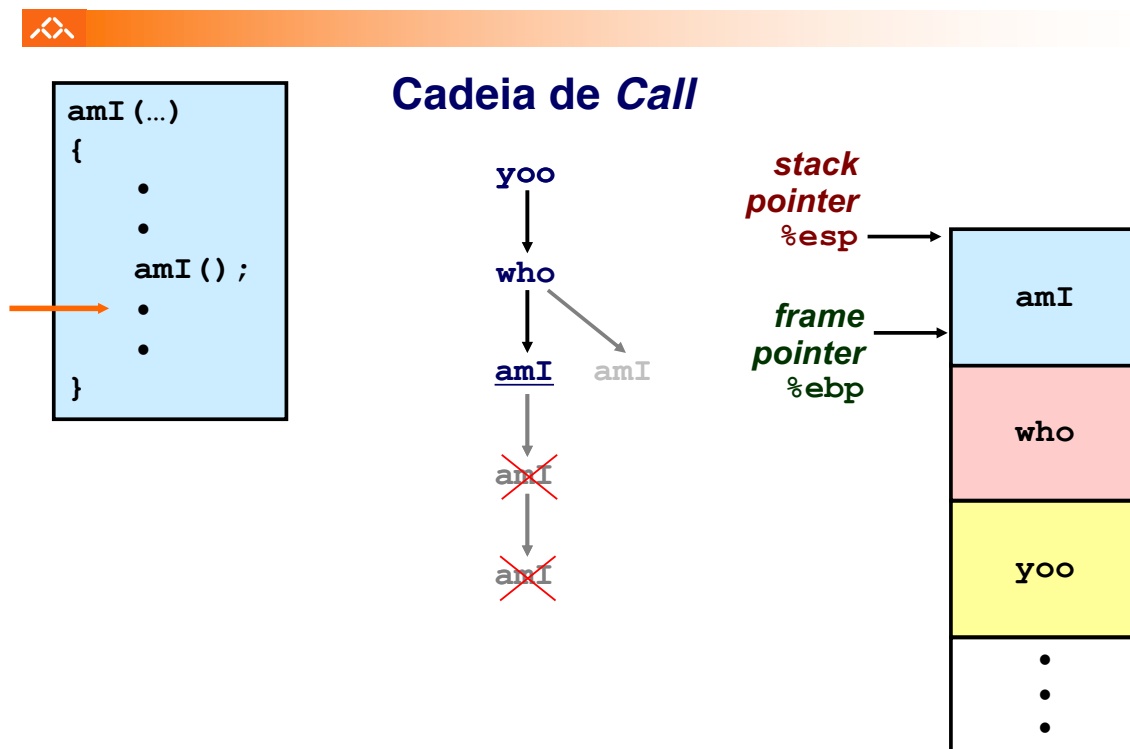 Cadeia de Call
amI(…)
{
•
•
amI();
•
•
}
yoo
who
amI amI
amI
amI
stack
pointer
%esp
frame
pointer
%ebp
amI
who
yoo
•
•
•